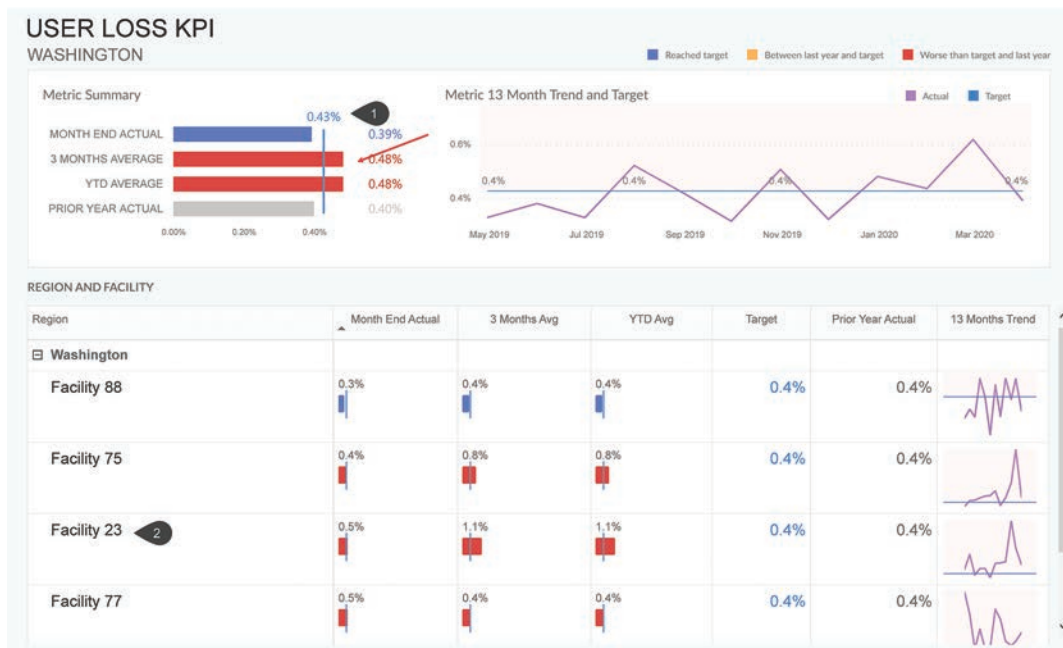 USER LOSS KPI
WASHINGTON
Reached target Between last year and target Worse than target and last year
Metric Summary
0.43% 1
MONTH END ACTUAL 0.39%
3 MONTHS AVERAGE 0.48%
YTD AVERAGE 0.48%
PRIOR YEAR ACTUAL 0.40%
0.00% 0.20% 0.40%
Metric 13 Month Trend and Target Actual Target
0.6%
0.4% 0.4% 0.4% 0.4%
0.4%
May 2019 Jul 2019 Sep 2019 Nov 2019 Jan 2020 Mar 2020
REGION AND FACILITY
Region Month End Actual 3 Months Avg YTD Avg Target Prior Year Actual 13 Months Trend
Washington
Facility 88 0.3% 0.4% 0.4% 0.4% 0.4%
Facility 75 0.4% 0.8% 0.8% 0.4% 0.4%
Facility 23 2 0.5% 1.1% 1.1% 0.4% 0.4%
Facility 77 0.5% 0.4% 0.4% 0.4% 0.4%